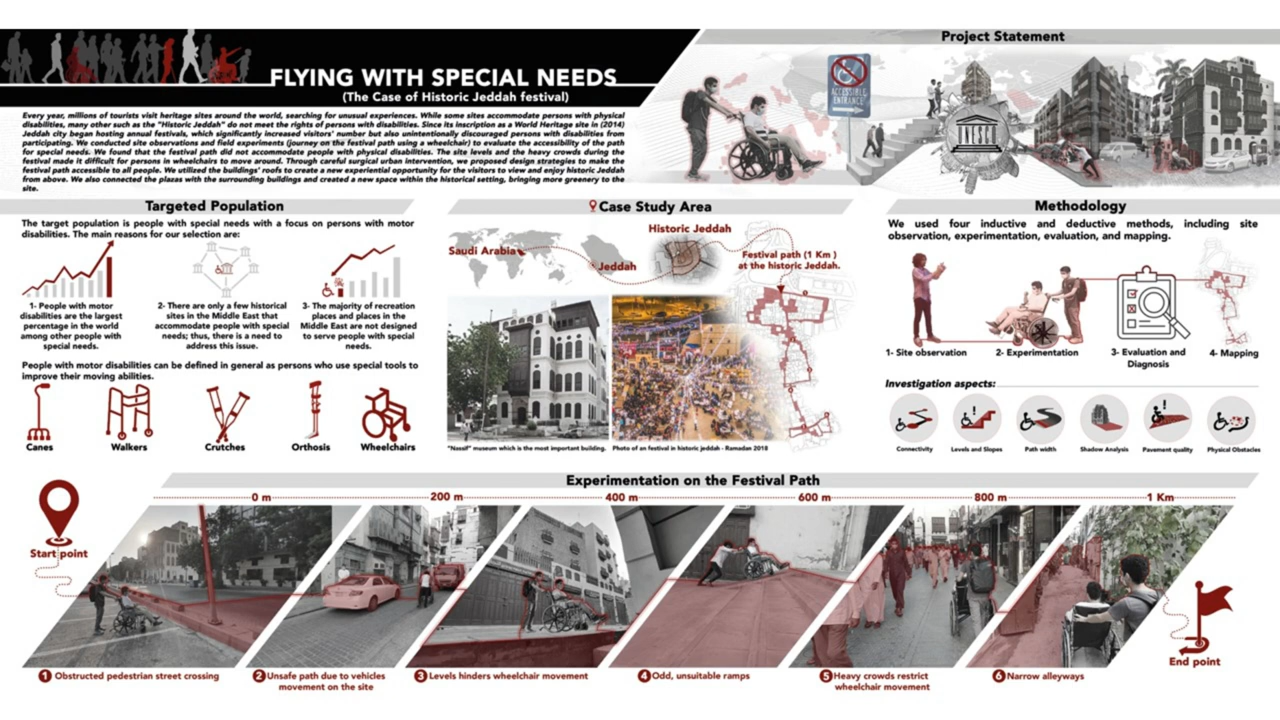 FLYING WITH SPECIAL NEEDS
(The Case of Historic Jeddah festival)
Every year, millions of tourists visit heritage sites around the world, searching for unusual experiences. While some sites accommodate persons with physical
disabilities, many other such as the "Historic Jeddah" do not meet the rights of persons with disabilities. Since its inscription as a World Heritage site in (2014)
Jeddah city began hosting annual festivals, which significantly increased visitors' number but also unintentionally discouraged persons with disabilities from
participating. We conducted site observations and field experiments (journey on the festival path using a wheelchair) to evaluate the accessibility of the path
for special needs. We found that the festival path did not accommodate people with physical disabilities. The site levels and the heavy crowds during the
festival made it difficult for persons in wheelchairs to move around. Through careful surgical urban intervention, we proposed design strategies to make the
festival path accessible to all people. We utilized the buildings' roofs to create a new experiential opportunity for the visitors to view and enjoy historic Jeddah
from above. We also connected the plazas with the surrounding buildings and created a new space within the historical setting, bringing more greenery to the
site.
Project Statement
ACCESSIBLE
ENTRANCE
World Heritage
UNESCO
Targeted Population
The target population is people with special needs with a focus on persons with motor
disabilities. The main reasons for our selection are:
1- People with motor
disabilities are the largest
percentage in the world
among other people with
special needs.
2- There are only a few historical
sites in the Middle East that
accommodate people with special
needs; thus, there is a need to
address this issue.
3- The majority of recreation
places and places in the
Middle East are not designed
to serve people with special
needs.
People with motor disabilities can be defined in general as persons who use special tools to
improve their moving abilities.
Canes
Walkers
Crutches
Orthosis
Wheelchairs
Case Study Area
Saudi Arabia
Jeddah
Historic Jeddah
Festival path (1 Km )
at the historic Jeddah.
"Nassif" museum which is the most important building.
Photo of an festival in historic jeddah - Ramadan 2018
Methodology
We used four inductive and deductive methods, including site
observation, experimentation, evaluation, and mapping.
1- Site observation
2- Experimentation
3- Evaluation and
Diagnosis
4- Mapping
Investigation aspects:
Connectivity
Levels and Slopes
Path width
Shadow Analysis
Pavement quality
Physical Obstacles
Experimentation on the Festival Path
0 m
200 m
400 m
600 m
800 m
1 Km
Start point
End point
1 Obstructed pedestrian street crossing
2 Unsafe path due to vehicles
movement on the site
3 Levels hinders wheelchair movement
4 Odd, unsuitable ramps
5 Heavy crowds restrict
wheelchair movement
6 Narrow alleyways